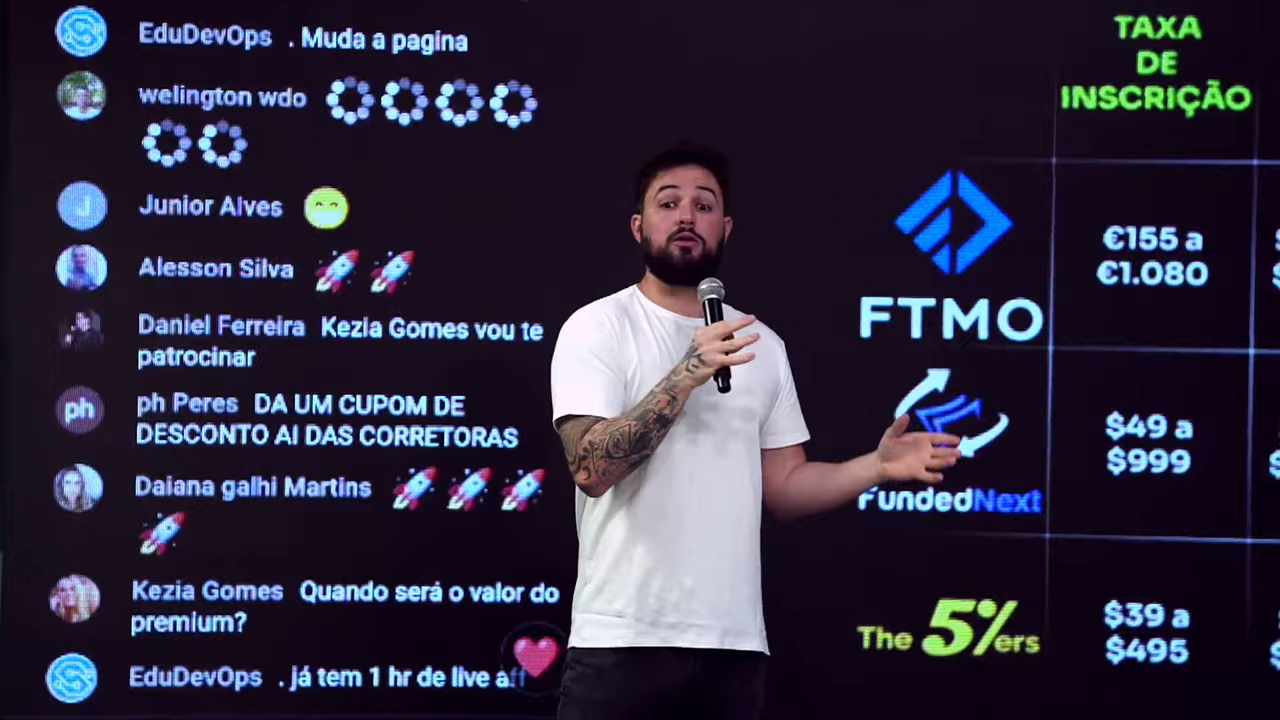 EduDevOps . Muda a pagina
welington wdo
J Junior Alves
Alesson Silva
Daniel Ferreira Kezia Gomes vou te
patrocinar
ph ph Peres DA UM CUPOM DE
DESCONTO AI DAS CORRETORAS
Daiana galhi Martins
Kezia Gomes Quando será o valor do
premium?
EduDevOps . já tem 1 hr de live aff
TAXA
DE
INSCRIÇÃO
FTMO
€155 a
€1.080
FundedNext
$49 a
$999
The 5%ers
$39 a
$495